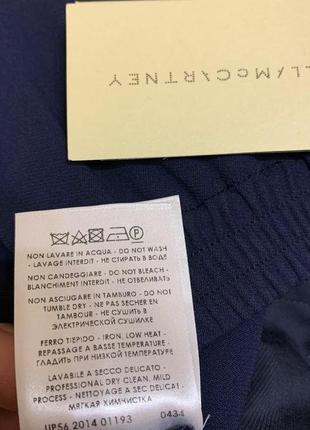 LLAMCCARTNEY
P
NON LAVARE IN ACQUA - DO NOT WASH
- LAVAGE INTERDIT - НЕ СТИРАТЬ В ВОДЕ
NON CANDEGGIARE - DO NOT BLEACH -
BLANCHIMENT INTERDIT - НЕ ОТБЕЛИВАТЬ
NON ASCIUGARE IN TAMBURO - DO NOT
TUMBLE DRY - NE PAS SECHER EN
TAMBOUR - НЕ СУШИТЬ В
ЭЛЕКТРИЧЕСКОЙ СУШИЛКЕ
FERRO TIEPIDO - IRON, LOW HEAT -
REPASSAGE A BASSE TEMPERATURE -
ГЛАДИТЬ ПРИ НИЗКОЙ ТЕМПЕРАТУРЕ
LAVABILE A SECCO DELICATO -
PROFESSIONAL DRY CLEAN, MILD
PROCESS - NETTOYAGE A SEC DELICAT -
МЯГКАЯ ХИМЧИСТКА
UP56 2014 01193 0434